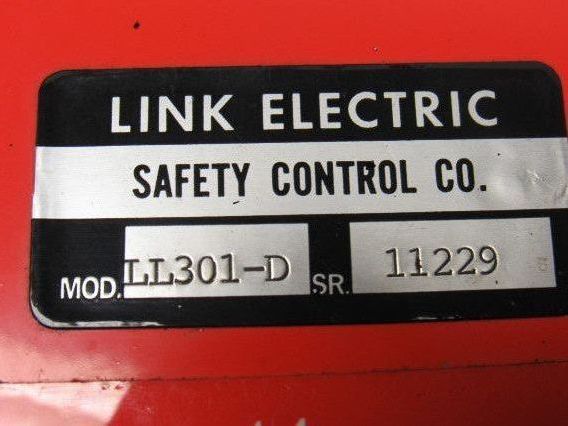 LINK ELECTRIC
SAFETY CONTROL CO.
MOD. LL301-D SR. 11229